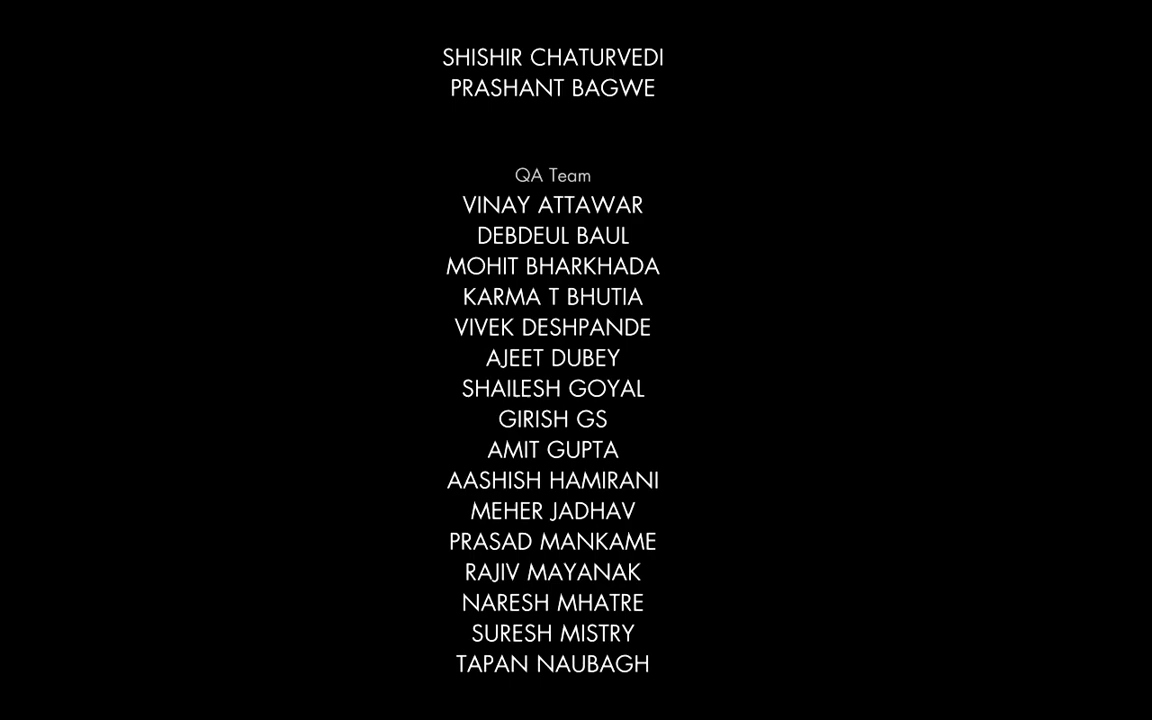 SHISHIR CHATURVEDI
PRASHANT BAGWE
QA Team
VINAY ATTAWAR
DEBDEUL BAUL
MOHIT BHARKHADA
KARMA T BHUTIA
VIVEK DESHPANDE
AJEET DUBEY
SHAILESH GOYAL
GIRISH GS
AMIT GUPTA
AASHISH HAMIRANI
MEHER JADHAV
PRASAD MANKAME
RAJIV MAYANAK
NARESH MHATRE
SURESH MISTRY
TAPAN NAUBAGH